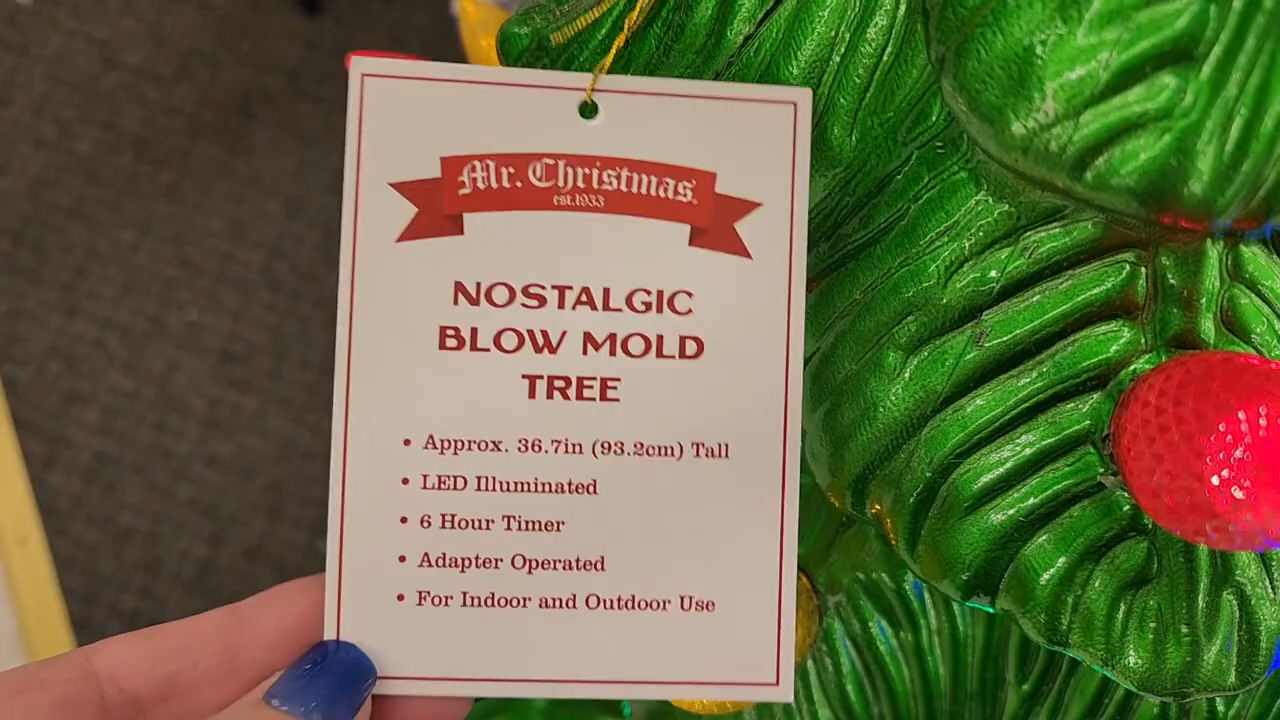 Mr. Christmas.
est.1933
NOSTALGIC
BLOW MOLD
TREE
• Approx. 36.7in (93.2cm) Tall
• LED Illuminated
• 6 Hour Timer
• Adapter Operated
• For Indoor and Outdoor Use